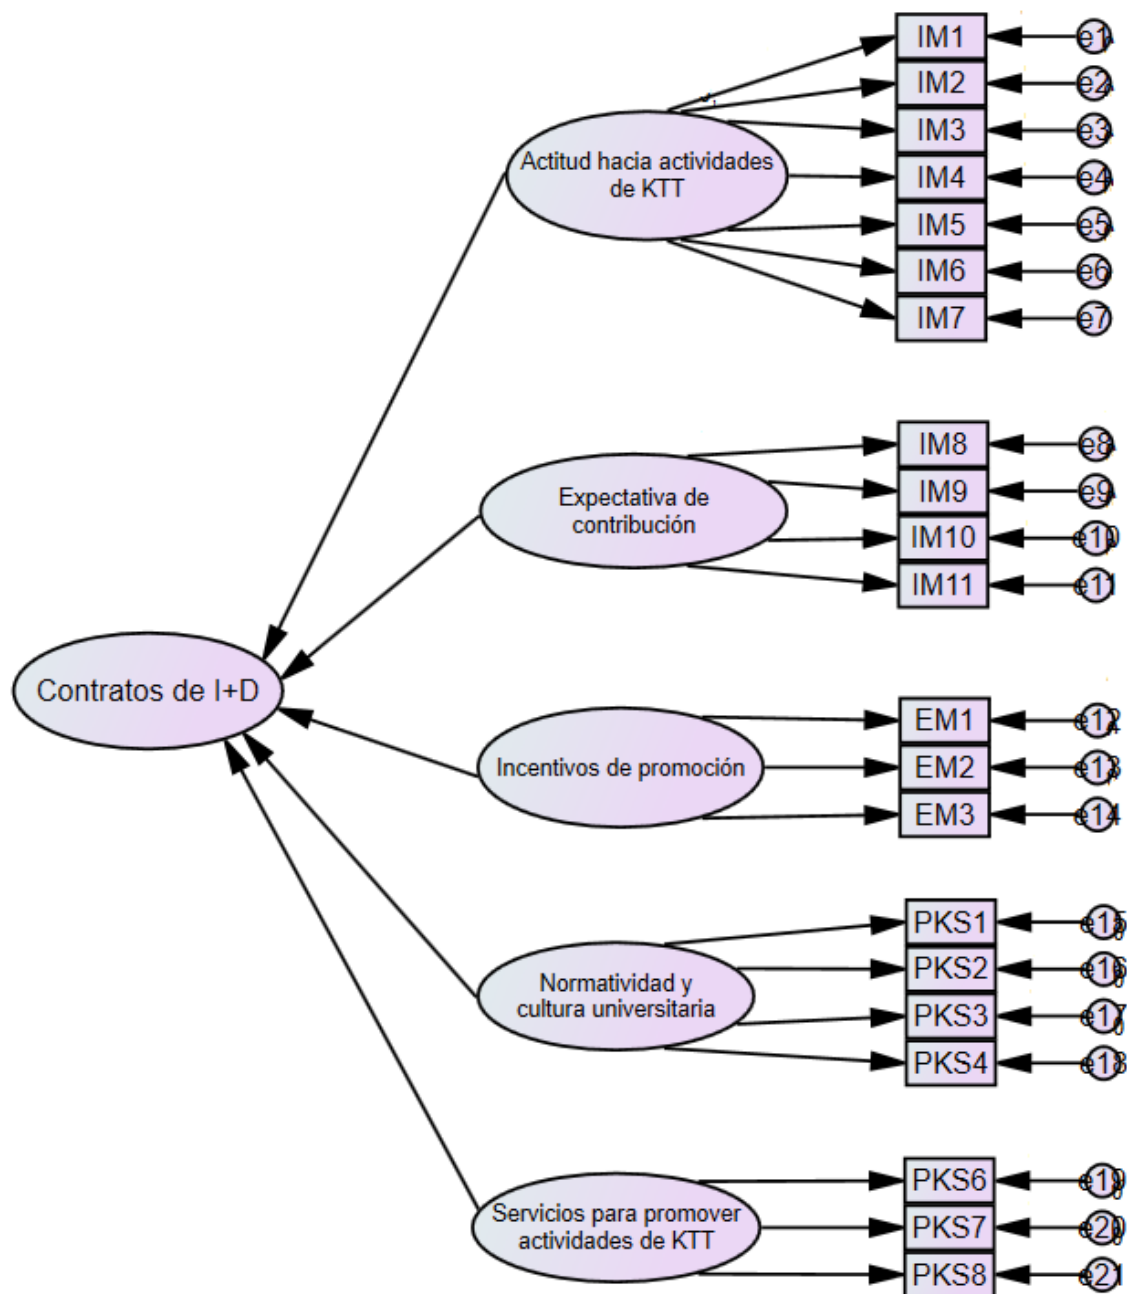 IM1 e1
IM2 e2
IM3 e3
Actitud hacia actividades
de KTT
IM4 e4
IM5 e5
IM6 e6
IM7 e7
IM8 e8
Expectativa de
contribución
IM9 e9
IM10 e10
IM11 e11
Contratos de I+D
EM1 e12
Incentivos de promoción
EM2 e13
EM3 e14
PKS1 e15
PKS2 e16
Normatividad y
cultura universitaria
PKS3 e17
PKS4 e18
PKS6 e19
Servicios para promover
actividades de KTT
PKS7 e20
PKS8 e21